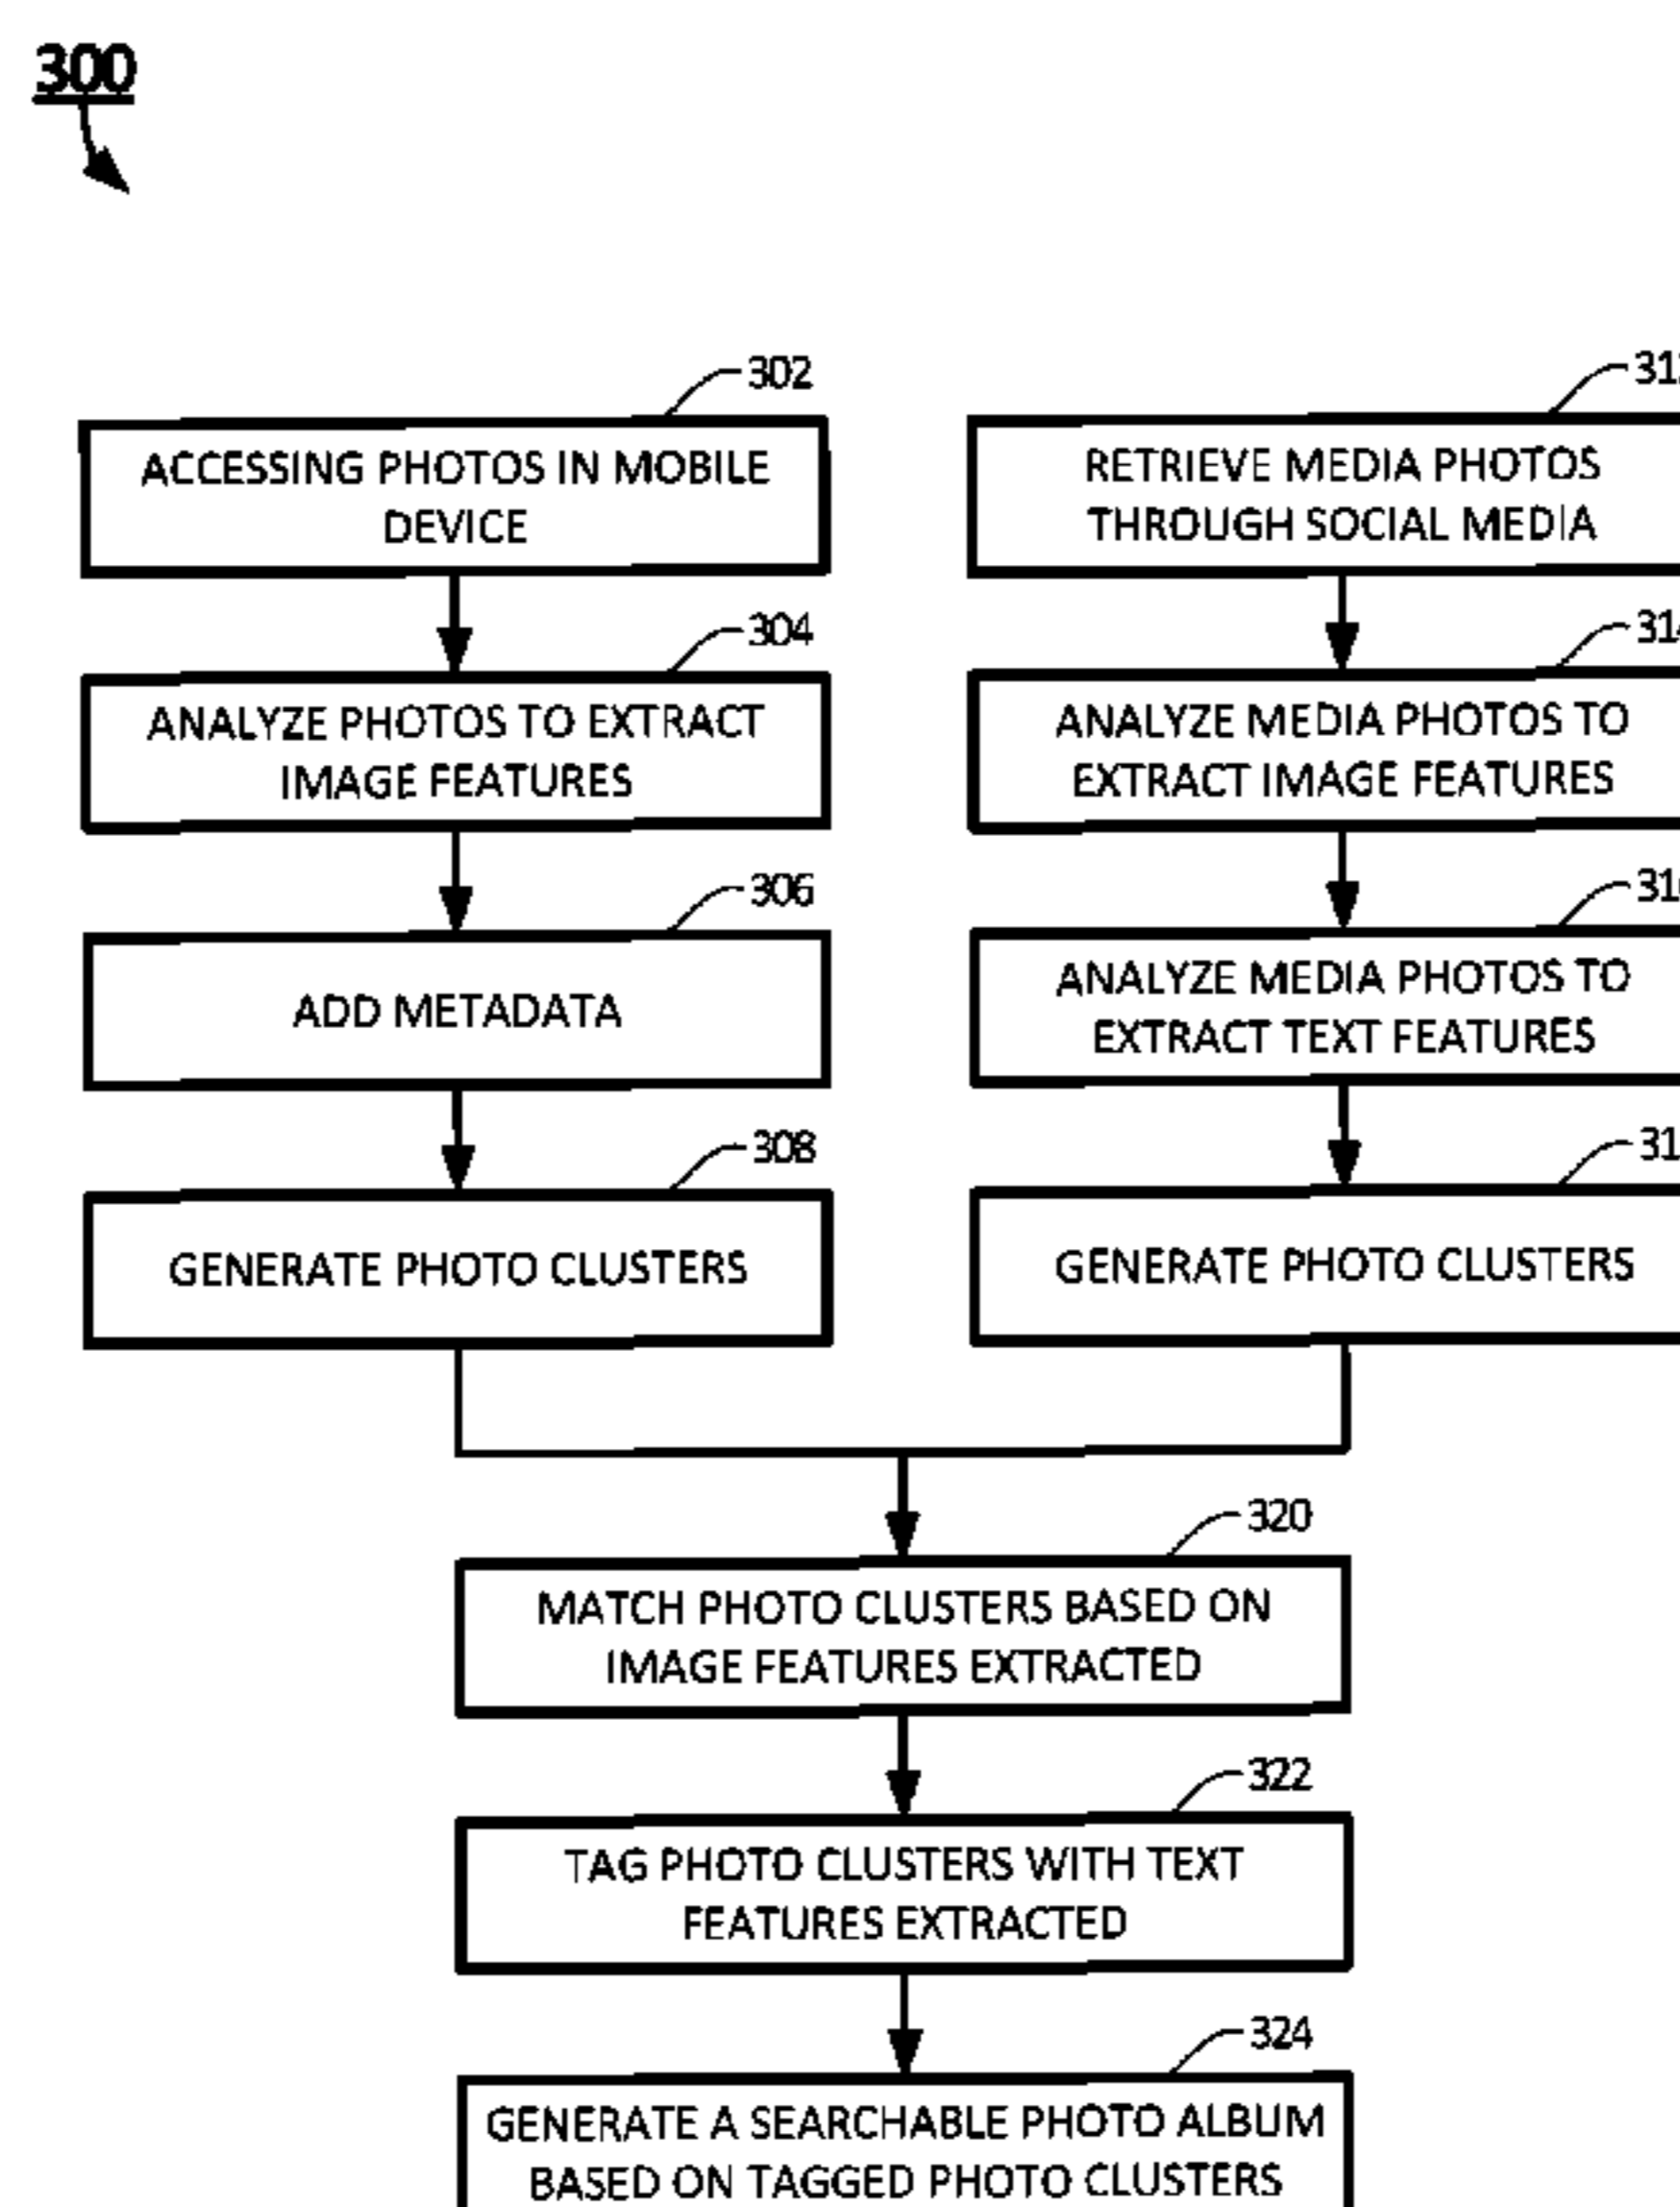 300
302
ACCESSING PHOTOS IN MOBILE
DEVICE
304
ANALYZE PHOTOS TO EXTRACT
IMAGE FEATURES
306
ADD METADATA
308
GENERATE PHOTO CLUSTERS
RETRIEVE MEDIA PHOTOS
THROUGH SOCIAL MEDIA
314
ANALYZE MEDIA PHOTOS TO
EXTRACT IMAGE FEATURES
ANALYZE MEDIA PHOTOS TO
EXTRACT TEXT FEATURES
31
GENERATE PHOTO CLUSTERS
320
MATCH PHOTO CLUSTERS BASED ON
IMAGE FEATURES EXTRACTED
322
TAG PHOTO CLUSTERS WITH TEXT
FEATURES EXTRACTED
324
GENERATE A SEARCHABLE PHOTO ALBUM
BASED ON TAGGED PHOTO CLUSTERS